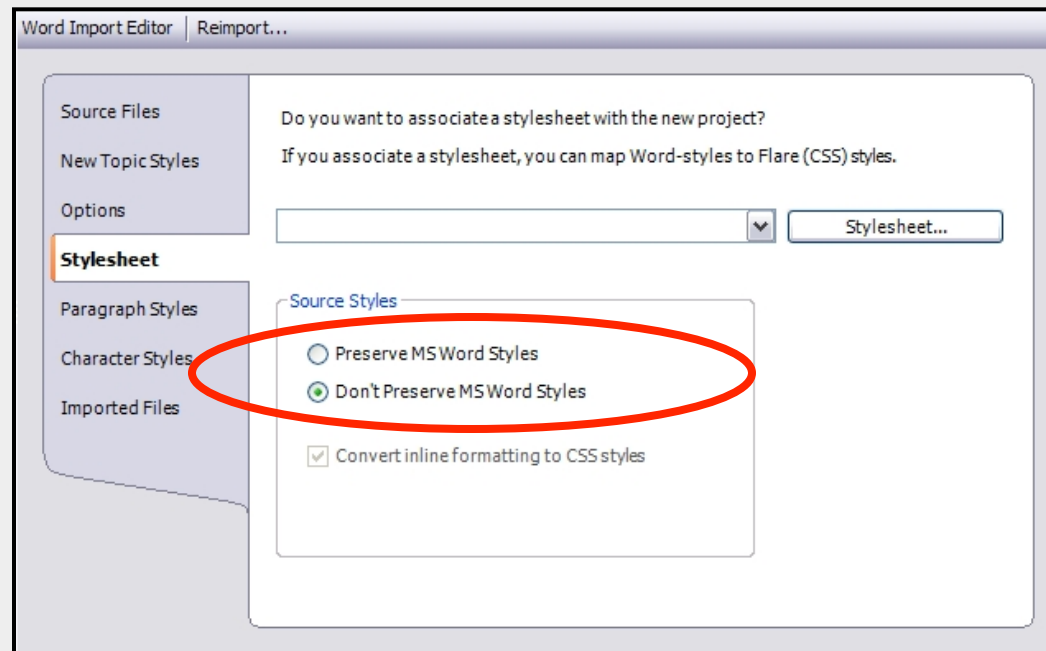 Word Import Editor | Reimport...
Source Files
New Topic Styles
Options
Stylesheet
Paragraph Styles
Character Styles
Imported Files
Do you want to associate a stylesheet with the new project?
If you associate a stylesheet, you can map Word-styles to Flare (CSS) styles.
Stylesheet...
Source Styles
Preserve MS Word Styles
Don't Preserve MS Word Styles
Convert inline formatting to CSS styles